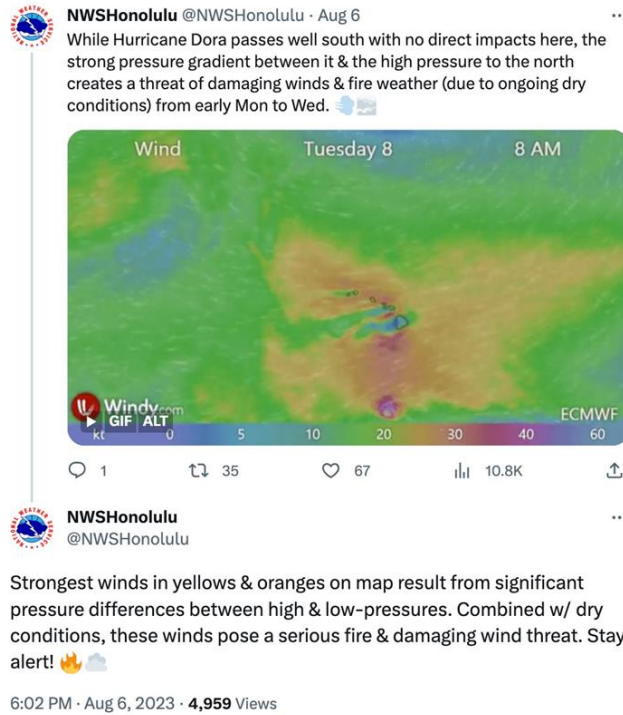 NWSHonolulu @NWSHonolulu · Aug 6
While Hurricane Dora passes well south with no direct impacts here, the
strong pressure gradient between it & the high pressure to the north
creates a threat of damaging winds & fire weather (due to ongoing dry
conditions) from early Mon to Wed. 💨🌫️
Wind Tuesday 8 8 AM
Windy.com
GIF ALT ECMWF
kt 0 5 10 20 30 40 60
1 35 67 10.8K
NWSHonolulu
@NWSHonolulu
Strongest winds in yellows & oranges on map result from significant
pressure differences between high & low-pressures. Combined w/ dry
conditions, these winds pose a serious fire & damaging wind threat. Stay
alert! 🔥🌫️
6:02 PM · Aug 6, 2023 · 4,959 Views